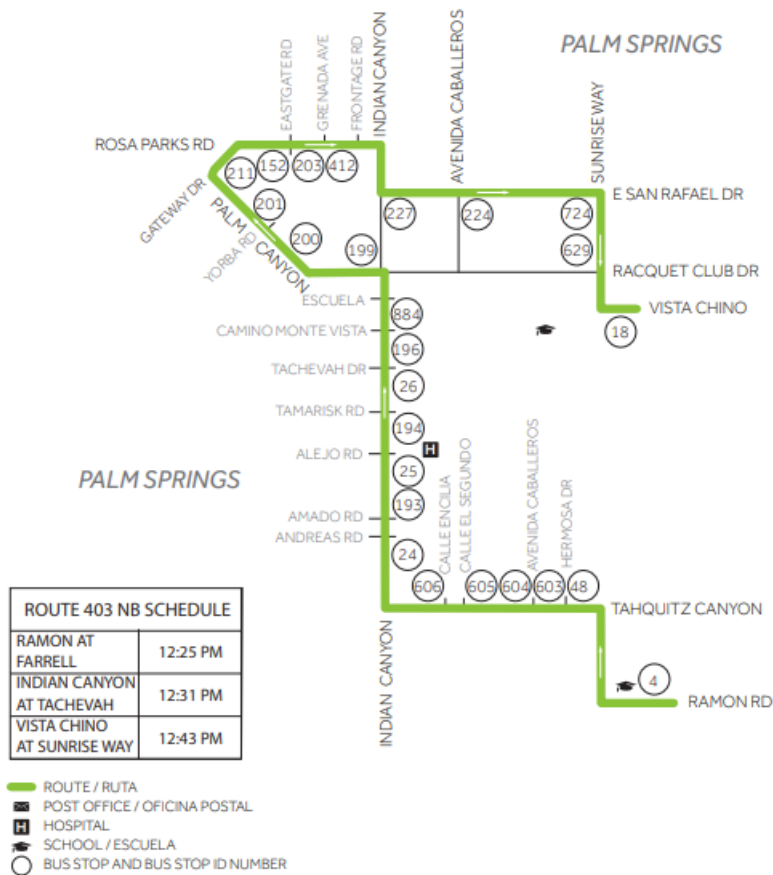 PALM SPRINGS
EASTGATE RD
GRENADA AVE
FRONTAGE RD
INDIAN CANYON
AVENIDA CABALLEROS
SUNRISE WAY
ROSA PARKS RD
211
152
203
412
GATEWAY DR
201
PALM CANYON
YORBA RD
200
199
227
224
724
629
E SAN RAFAEL DR
RACQUET CLUB DR
VISTA CHINO
18
ESCUELA
884
CAMINO MONTE VISTA
196
TACHEVAH DR
26
TAMARISK RD
194
H
ALEJO RD
25
PALM SPRINGS
193
AMADO RD
ANDREAS RD
24
CALLE ENCILIA
CALLE EL SEGUNDO
AVENIDA CABALLEROS
HERMOSA DR
606
605
604
603
48
TAHQUITZ CANYON
INDIAN CANYON
4
RAMON RD
ROUTE 403 NB SCHEDULE
RAMON AT
FARRELL
12:25 PM
INDIAN CANYON
AT TACHEVAH
12:31 PM
VISTA CHINO
AT SUNRISE WAY
12:43 PM
ROUTE / RUTA
POST OFFICE / OFICINA POSTAL
H HOSPITAL
SCHOOL / ESCUELA
BUS STOP AND BUS STOP ID NUMBER